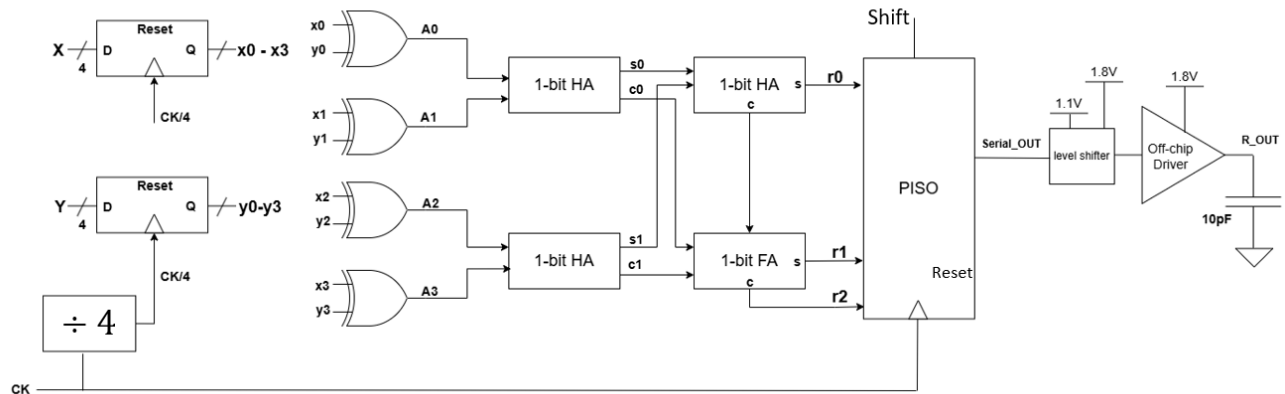 Reset
X
D
Q
x0 - x3
4
CK/4
Reset
Y
D
Q
y0-y3
4
CK/4
÷ 4
CK
x0
y0
A0
x1
y1
A1
x2
y2
A2
x3
y3
A3
1-bit HA
s0
c0
1-bit HA
s1
c1
1-bit HA
s
c
r0
1-bit FA
s
c
r1
r2
Shift
PISO
Reset
Serial_OUT
1.1V
1.8V
level shifter
1.8V
Off-chip
Driver
R_OUT
10pF